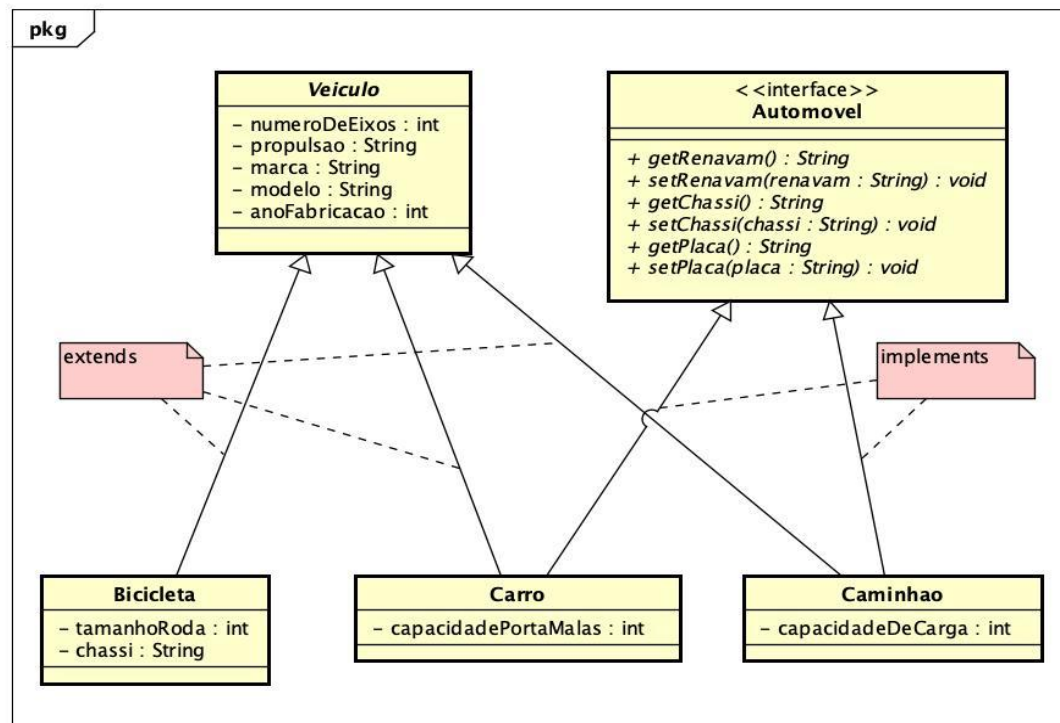 pkg
Veiculo
- numeroDeEixos : int
- propulsao : String
- marca : String
- modelo : String
- anoFabricacao : int
<<interface>>
Automovel
+ getRenavam() : String
+ setRenavam(renavam : String) : void
+ getChassi() : String
+ setChassi(chassi : String) : void
+ getPlaca() : String
+ setPlaca(placa : String) : void
extends
implements
Bicicleta
- tamanhoRoda : int
- chassi : String
Carro
- capacidadePortaMalas : int
Caminhao
- capacidadeDeCarga : int